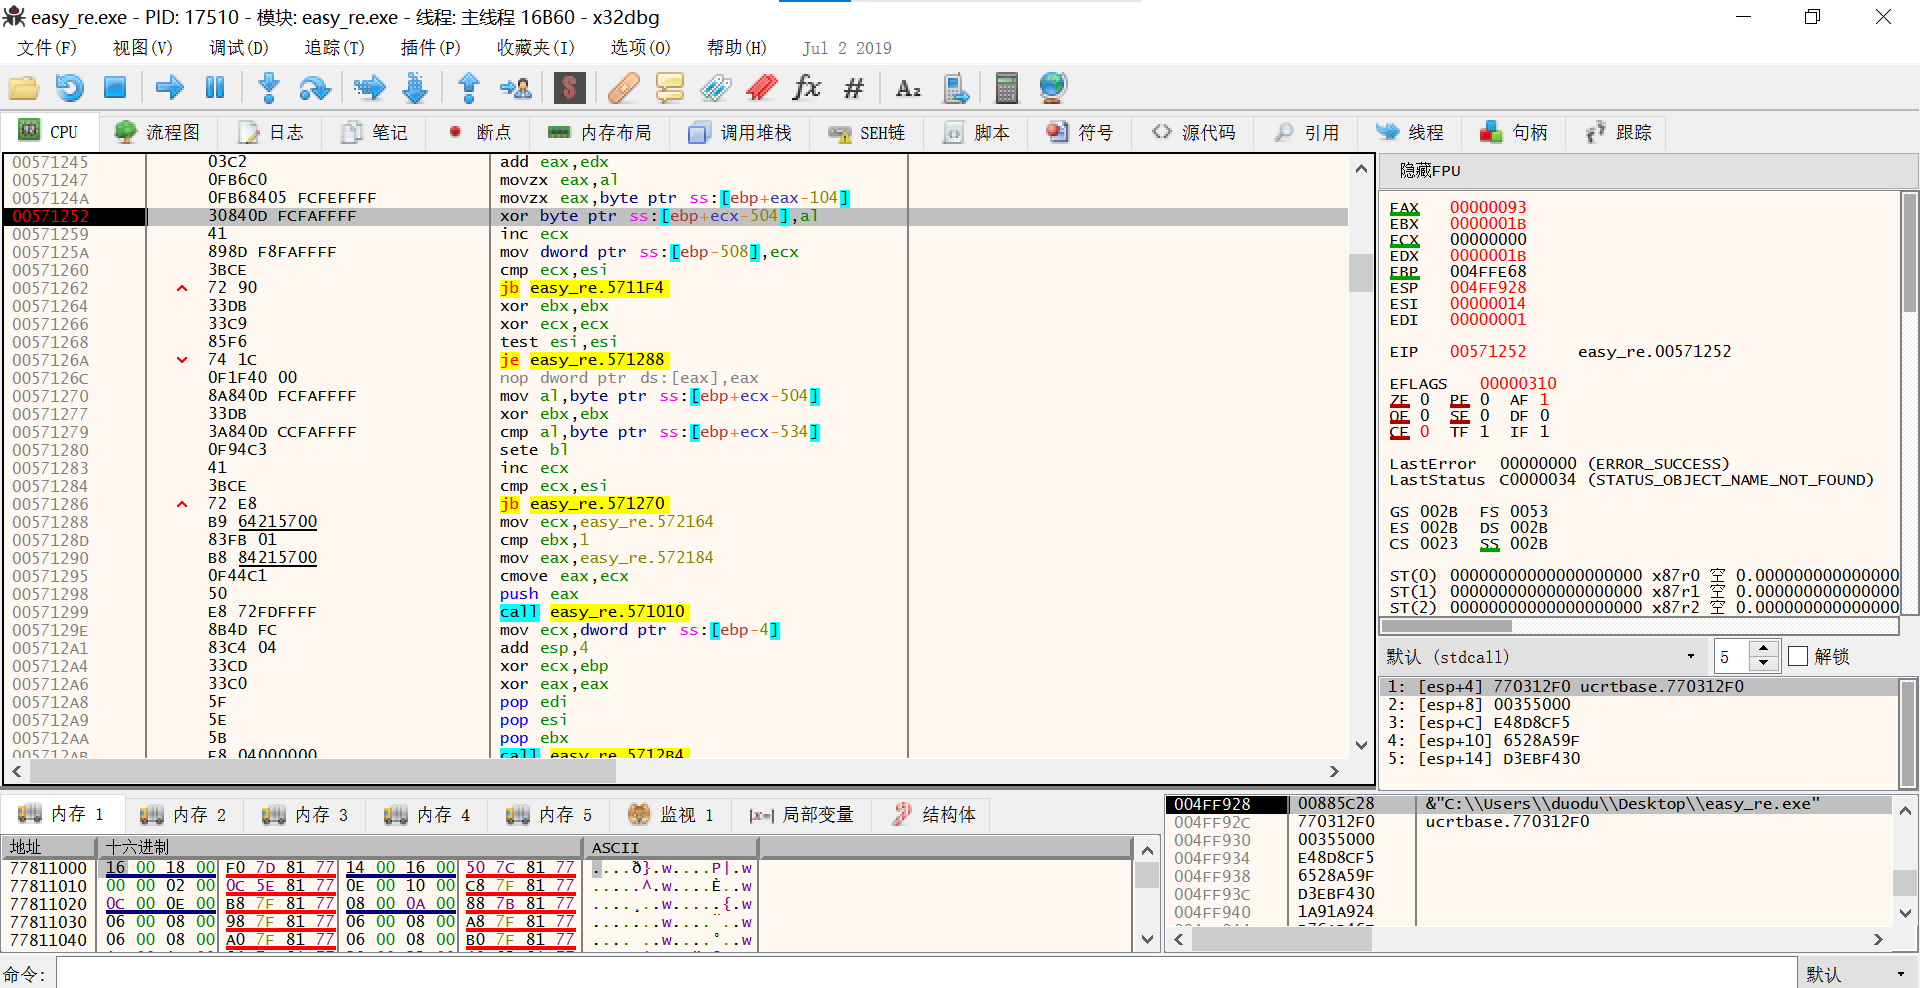 easy_re.exe - PID: 17510 - 模块: easy_re.exe - 线程: 主线程 16B60 - x32dbg
文件(F) 视图(V) 调试(D) 追踪(T) 插件(P) 收藏夹(I) 选项(O) 帮助(H) Jul 2 2019
$ fx # A₂
CPU 流程图 日志 笔记 断点 内存布局 调用堆栈 SEH链 脚本 符号 源代码 引用 线程 句柄 跟踪
00571245 03C2 add eax,edx
00571247 0FB6C0 movzx eax,al
0057124A 0FB68405 FCFEFFFF movzx eax,byte ptr ss:[ebp+eax-104]
00571252 30840D FCFAFFFF xor byte ptr ss:[ebp+ecx-504],al
00571259 41 inc ecx
0057125A 898D F8FAFFFF mov dword ptr ss:[ebp-508],ecx
00571260 3BCE cmp ecx,esi
00571262 72 90 jb easy_re.5711F4
00571264 33DB xor ebx,ebx
00571266 33C9 xor ecx,ecx
00571268 85F6 test esi,esi
0057126A 74 1C je easy_re.571288
0057126C 0F1F40 00 nop dword ptr ds:[eax],eax
00571270 8A840D FCFAFFFF mov al,byte ptr ss:[ebp+ecx-504]
00571277 33DB xor ebx,ebx
00571279 3A840D CCFAFFFF cmp al,byte ptr ss:[ebp+ecx-534]
00571280 0F94C3 sete bl
00571283 41 inc ecx
00571284 3BCE cmp ecx,esi
00571286 72 E8 jb easy_re.571270
00571288 B9 64215700 mov ecx,easy_re.572164
0057128D 83FB 01 cmp ebx,1
00571290 B8 84215700 mov eax,easy_re.572184
00571295 0F44C1 cmove eax,ecx
00571298 50 push eax
00571299 E8 72FDFFFF call easy_re.571010
0057129E 8B4D FC mov ecx,dword ptr ss:[ebp-4]
005712A1 83C4 04 add esp,4
005712A4 33CD xor ecx,ebp
005712A6 33C0 xor eax,eax
005712A8 5F pop edi
005712A9 5E pop esi
005712AA 5B pop ebx
005712AB E8 04000000 call easy_re.5712B4
隐藏FPU
EAX 00000093
EBX 0000001B
ECX 00000000
EDX 0000001B
EBP 004FFE68
ESP 004FF928
ESI 00000014
EDI 00000001
EIP 00571252 easy_re.00571252
EFLAGS 00000310
ZF 0 PF 0 AF 1
OF 0 SF 0 DF 0
CF 0 TF 1 IF 1
LastError 00000000 (ERROR_SUCCESS)
LastStatus C0000034 (STATUS_OBJECT_NAME_NOT_FOUND)
GS 002B FS 0053
ES 002B DS 002B
CS 0023 SS 002B
ST(0) 00000000000000000000 x87r0 空 0.000000000000000
ST(1) 00000000000000000000 x87r1 空 0.000000000000000
ST(2) 00000000000000000000 x87r2 空 0.000000000000000
默认 (stdcall) 5 解锁
1: [esp+4] 770312F0 ucrtbase.770312F0
2: [esp+8] 00355000
3: [esp+C] E48D8CF5
4: [esp+10] 6528A59F
5: [esp+14] D3EBF430
内存 1 内存 2 内存 3 内存 4 内存 5 监视 1 [x=] 局部变量 结构体
地址 十六进制 ASCII
77811000 16 00 18 00 F0 7D 81 77 14 00 16 00 50 7C 81 77 ....ð}.w....P|.w
77811010 00 00 02 00 0C 5E 81 77 0E 00 10 00 C8 7F 81 77 .....^.w....È..w
77811020 0C 00 0E 00 B8 7F 81 77 08 00 0A 00 88 7B 81 77 ....¸..w.....{.w
77811030 06 00 08 00 98 7F 81 77 06 00 08 00 A8 7F 81 77 .......w....¨..w
77811040 06 00 08 00 A0 7F 81 77 06 00 08 00 B0 7F 81 77 .... ..w....°..w
004FF928 00885C28 &"C:\\Users\\duodu\\Desktop\\easy_re.exe"
004FF92C 770312F0 ucrtbase.770312F0
004FF930 00355000
004FF934 E48D8CF5
004FF938 6528A59F
004FF93C D3EBF430
004FF940 1A91A924
命令: 默认